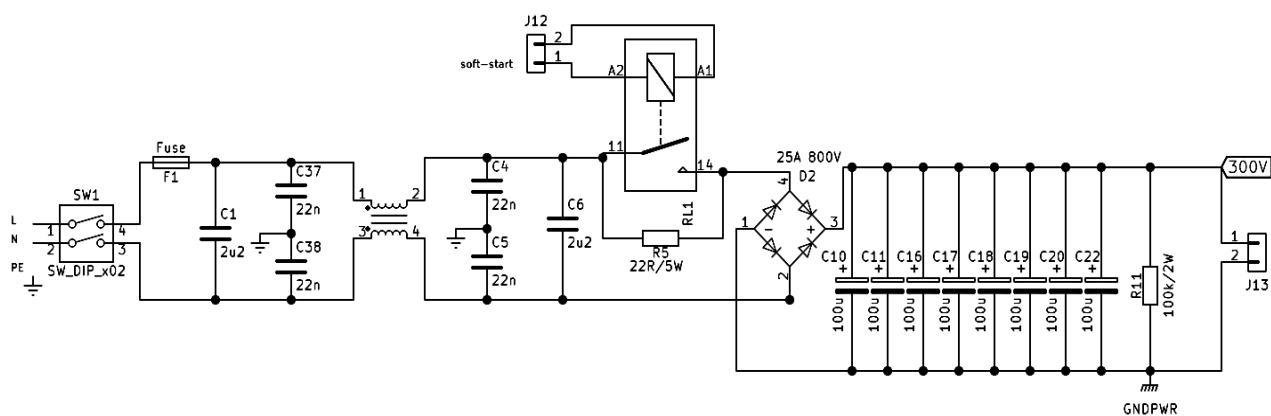 J12
2
1
soft-start
A2
A1
11
14
RL1
R5
22R/5W
Fuse
F1
SW1
L
N
PE
1
2
4
3
SW_DIP_x02
C1
2u2
C37
22n
C38
22n
1
2
3
4
C4
22n
C5
22n
C6
2u2
25A 800V
D2
4
1
3
2
-
+
C10
+
100u
C11
+
100u
C16
+
100u
C17
+
100u
C18
+
100u
C19
+
100u
C20
+
100u
C22
+
100u
R11
100k/2W
300V
1
2
J13
GNDPWR